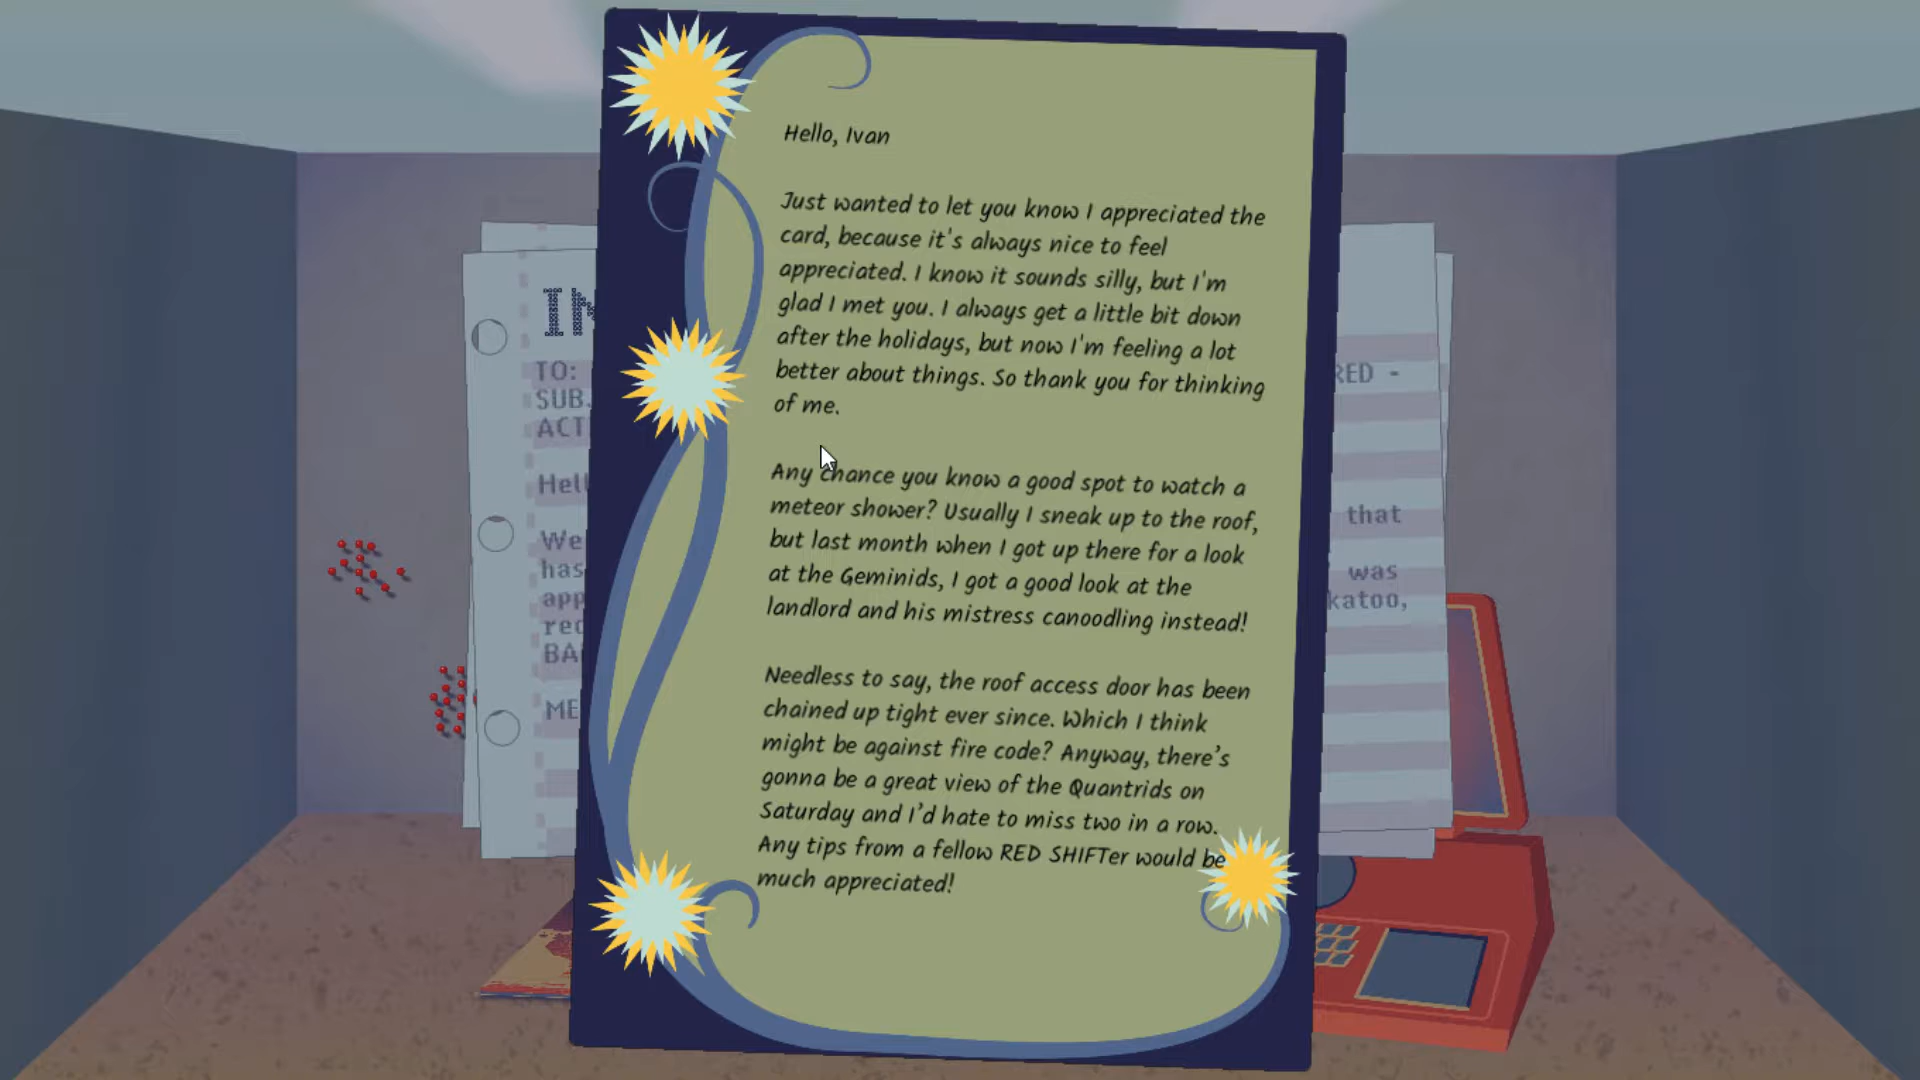 Hello, Ivan
Just wanted to let you know I appreciated the
card, because it's always nice to feel
appreciated. I know it sounds silly, but I'm
glad I met you. I always get a little bit down
after the holidays, but now I'm feeling a lot
better about things. So thank you for thinking
of me.
Any chance you know a good spot to watch a
meteor shower? Usually I sneak up to the roof,
but last month when I got up there for a look
at the Geminids, I got a good look at the
landlord and his mistress canoodling instead!
Needless to say, the roof access door has been
chained up tight ever since. Which I think
might be against fire code? Anyway, there's
gonna be a great view of the Quantrids on
Saturday and I'd hate to miss two in a row.
Any tips from a fellow RED SHIFTer would be
much appreciated!
TO:
SUB
ACT
Hell
We
has
app
rec
BA
ME
RED -
that
was
katoo,